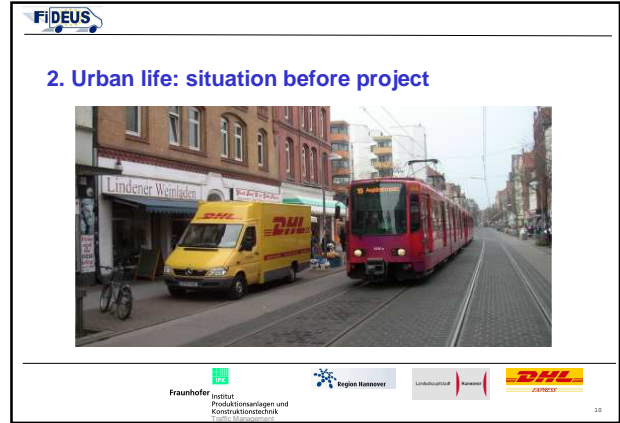 FiDEUS
2. Urban life: situation before project
Lindener Weinladen
DHL
DHL
10
IPK
Fraunhofer Institut
Produktionsanlagen und
Konstruktionstechnik
Traffic Management
Region Hannover
Landeshauptstadt Hannover
DHL
EXPRESS
10